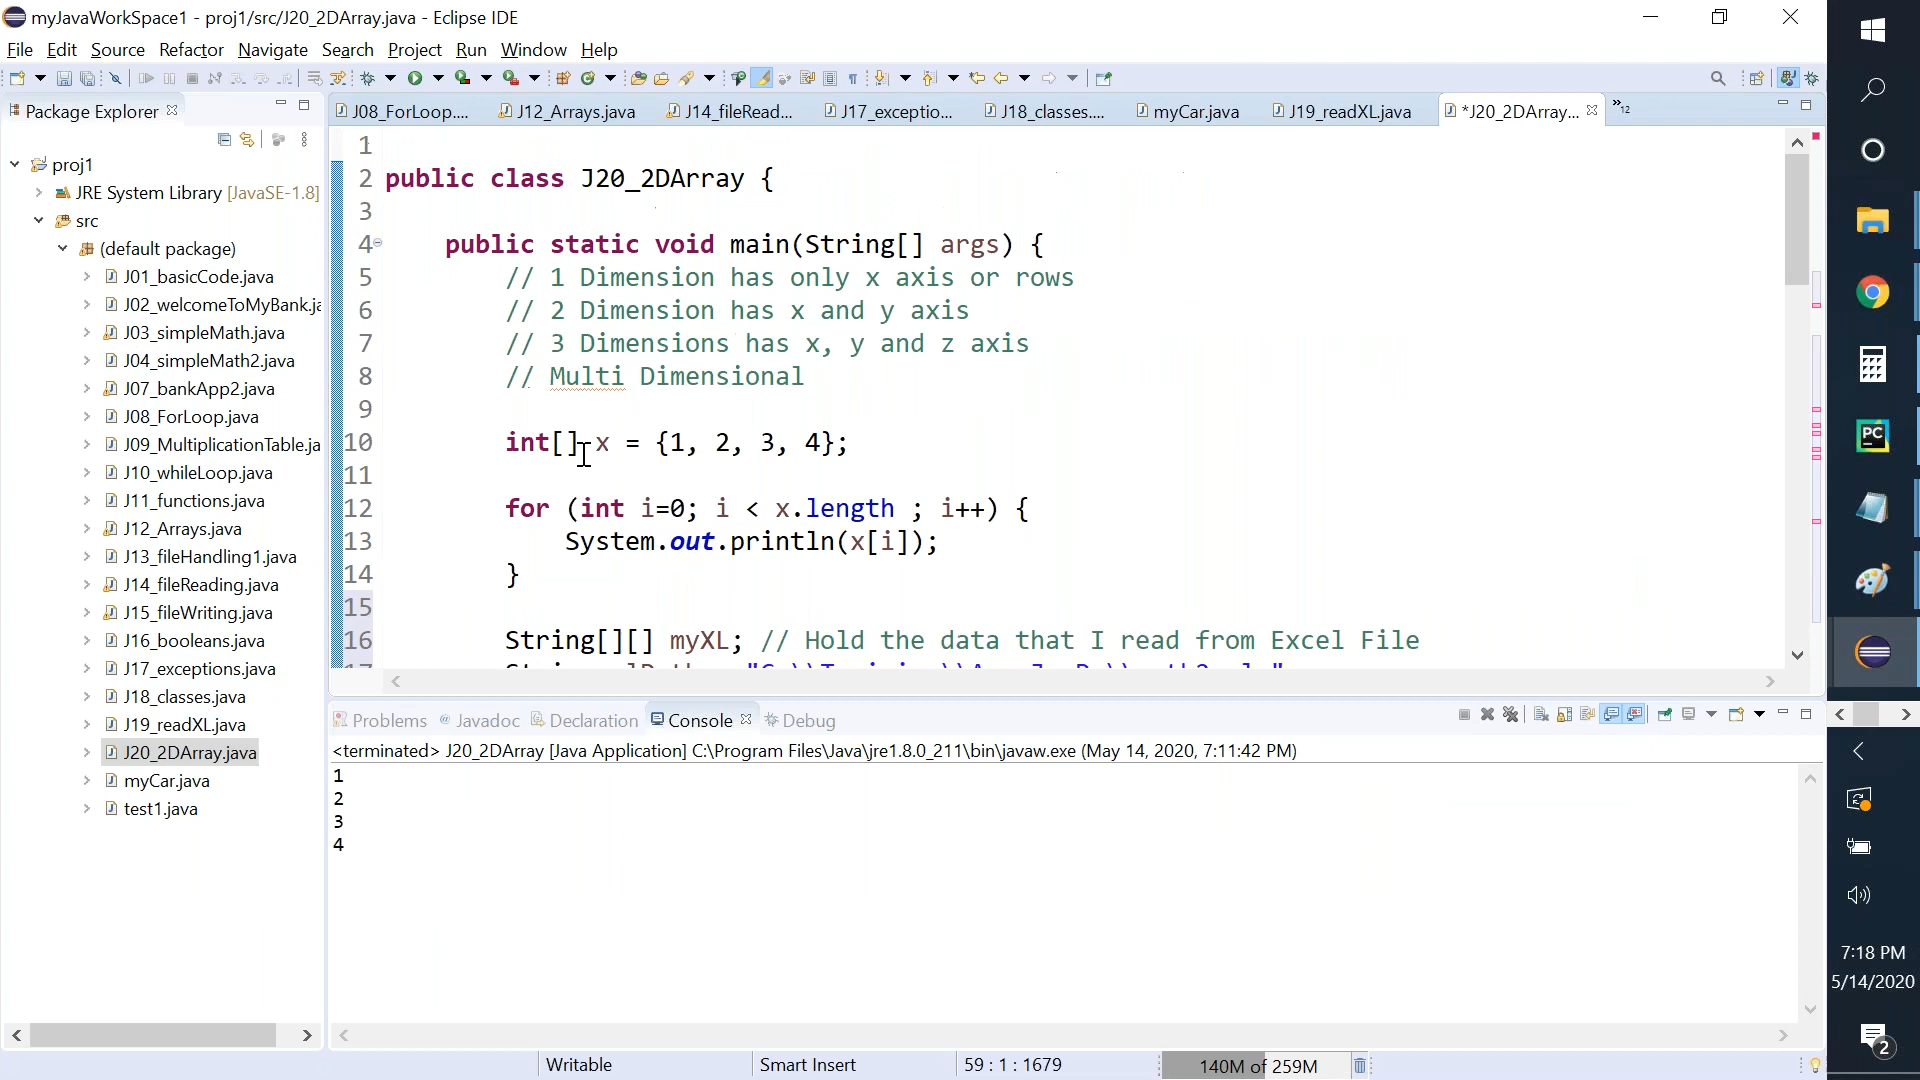 myJavaWorkSpace1 - proj1/src/J20_2DArray.java - Eclipse IDE
File Edit Source Refactor Navigate Search Project Run Window Help
Package Explorer
J08_ForLoop.... J12_Arrays.java J14_fileRead... J17_exceptio... J18_classes.... myCar.java J19_readXL.java *J20_2DArray... »12
proj1
JRE System Library [JavaSE-1.8]
src
(default package)
J01_basicCode.java
J02_welcomeToMyBank.ja
J03_simpleMath.java
J04_simpleMath2.java
J07_bankApp2.java
J08_ForLoop.java
J09_MultiplicationTable.ja
J10_whileLoop.java
J11_functions.java
J12_Arrays.java
J13_fileHandling1.java
J14_fileReading.java
J15_fileWriting.java
J16_booleans.java
J17_exceptions.java
J18_classes.java
J19_readXL.java
J20_2DArray.java
myCar.java
test1.java
1
2 public class J20_2DArray {
3
4 public static void main(String[] args) {
5 // 1 Dimension has only x axis or rows
6 // 2 Dimension has x and y axis
7 // 3 Dimensions has x, y and z axis
8 // Multi Dimensional
9
10 int[] x = {1, 2, 3, 4};
11
12 for (int i=0; i < x.length ; i++) {
13 System.out.println(x[i]);
14 }
15
16 String[][] myXL; // Hold the data that I read from Excel File
Problems @ Javadoc Declaration Console Debug
<terminated> J20_2DArray [Java Application] C:\Program Files\Java\jre1.8.0_211\bin\javaw.exe (May 14, 2020, 7:11:42 PM)
1
2
3
4
Writable Smart Insert 59 : 1 : 1679 140M of 259M
PC
7:18 PM
5/14/2020
2